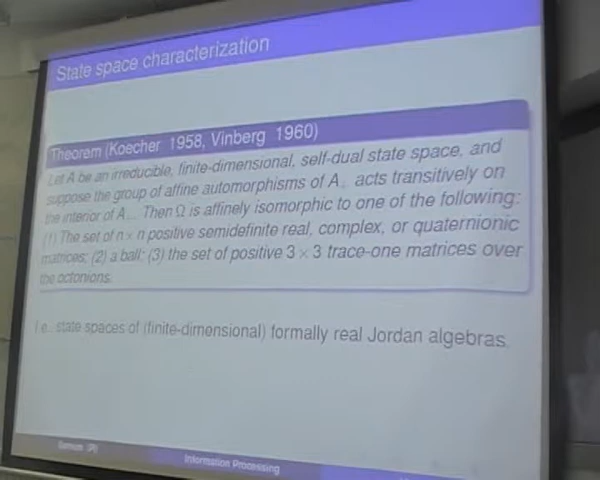 State space characterization
Theorem (Koecher 1958, Vinberg 1960)
Let A be an irreducible, finite-dimensional, self-dual state space, and
suppose the group of affine automorphisms of A₊ acts transitively on
the interior of A₊. Then Ω is affinely isomorphic to one of the following:
(1) The set of n × n positive semidefinite real, complex, or quaternionic
matrices; (2) a ball; (3) the set of positive 3 × 3 trace-one matrices over
the octonions.
I.e., state spaces of (finite-dimensional) formally real Jordan algebras.
(PI)
Information Processing